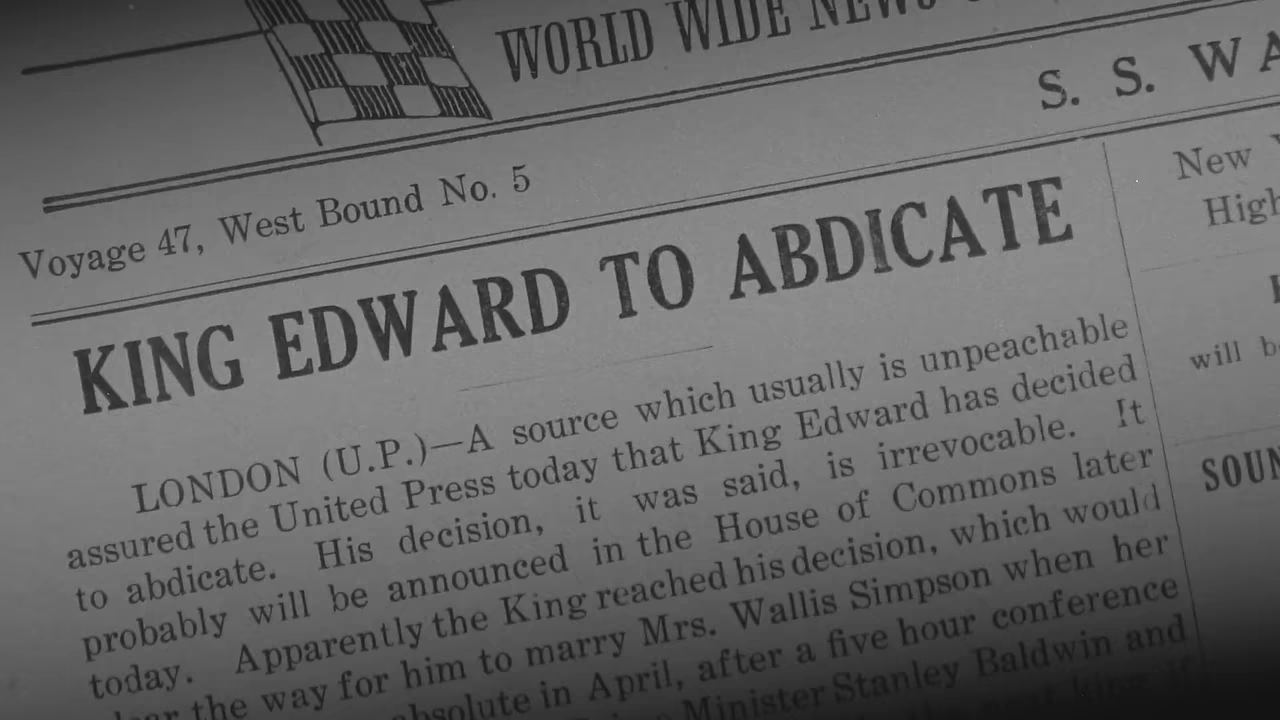 WORLD WIDE NEWS
S. S. WA
Voyage 47, West Bound No. 5
KING EDWARD TO ABDICATE
LONDON (U.P.)—A source which usually is unpeachable
assured the United Press today that King Edward has decided
to abdicate. His decision, it was said, is irrevocable. It
probably will be announced in the House of Commons later
today. Apparently the King reached his decision, which would
the way for him to marry Mrs. Wallis Simpson when her
absolute in April, after a five hour conference
Minister Stanley Baldwin and
New
High
will be
SOUN